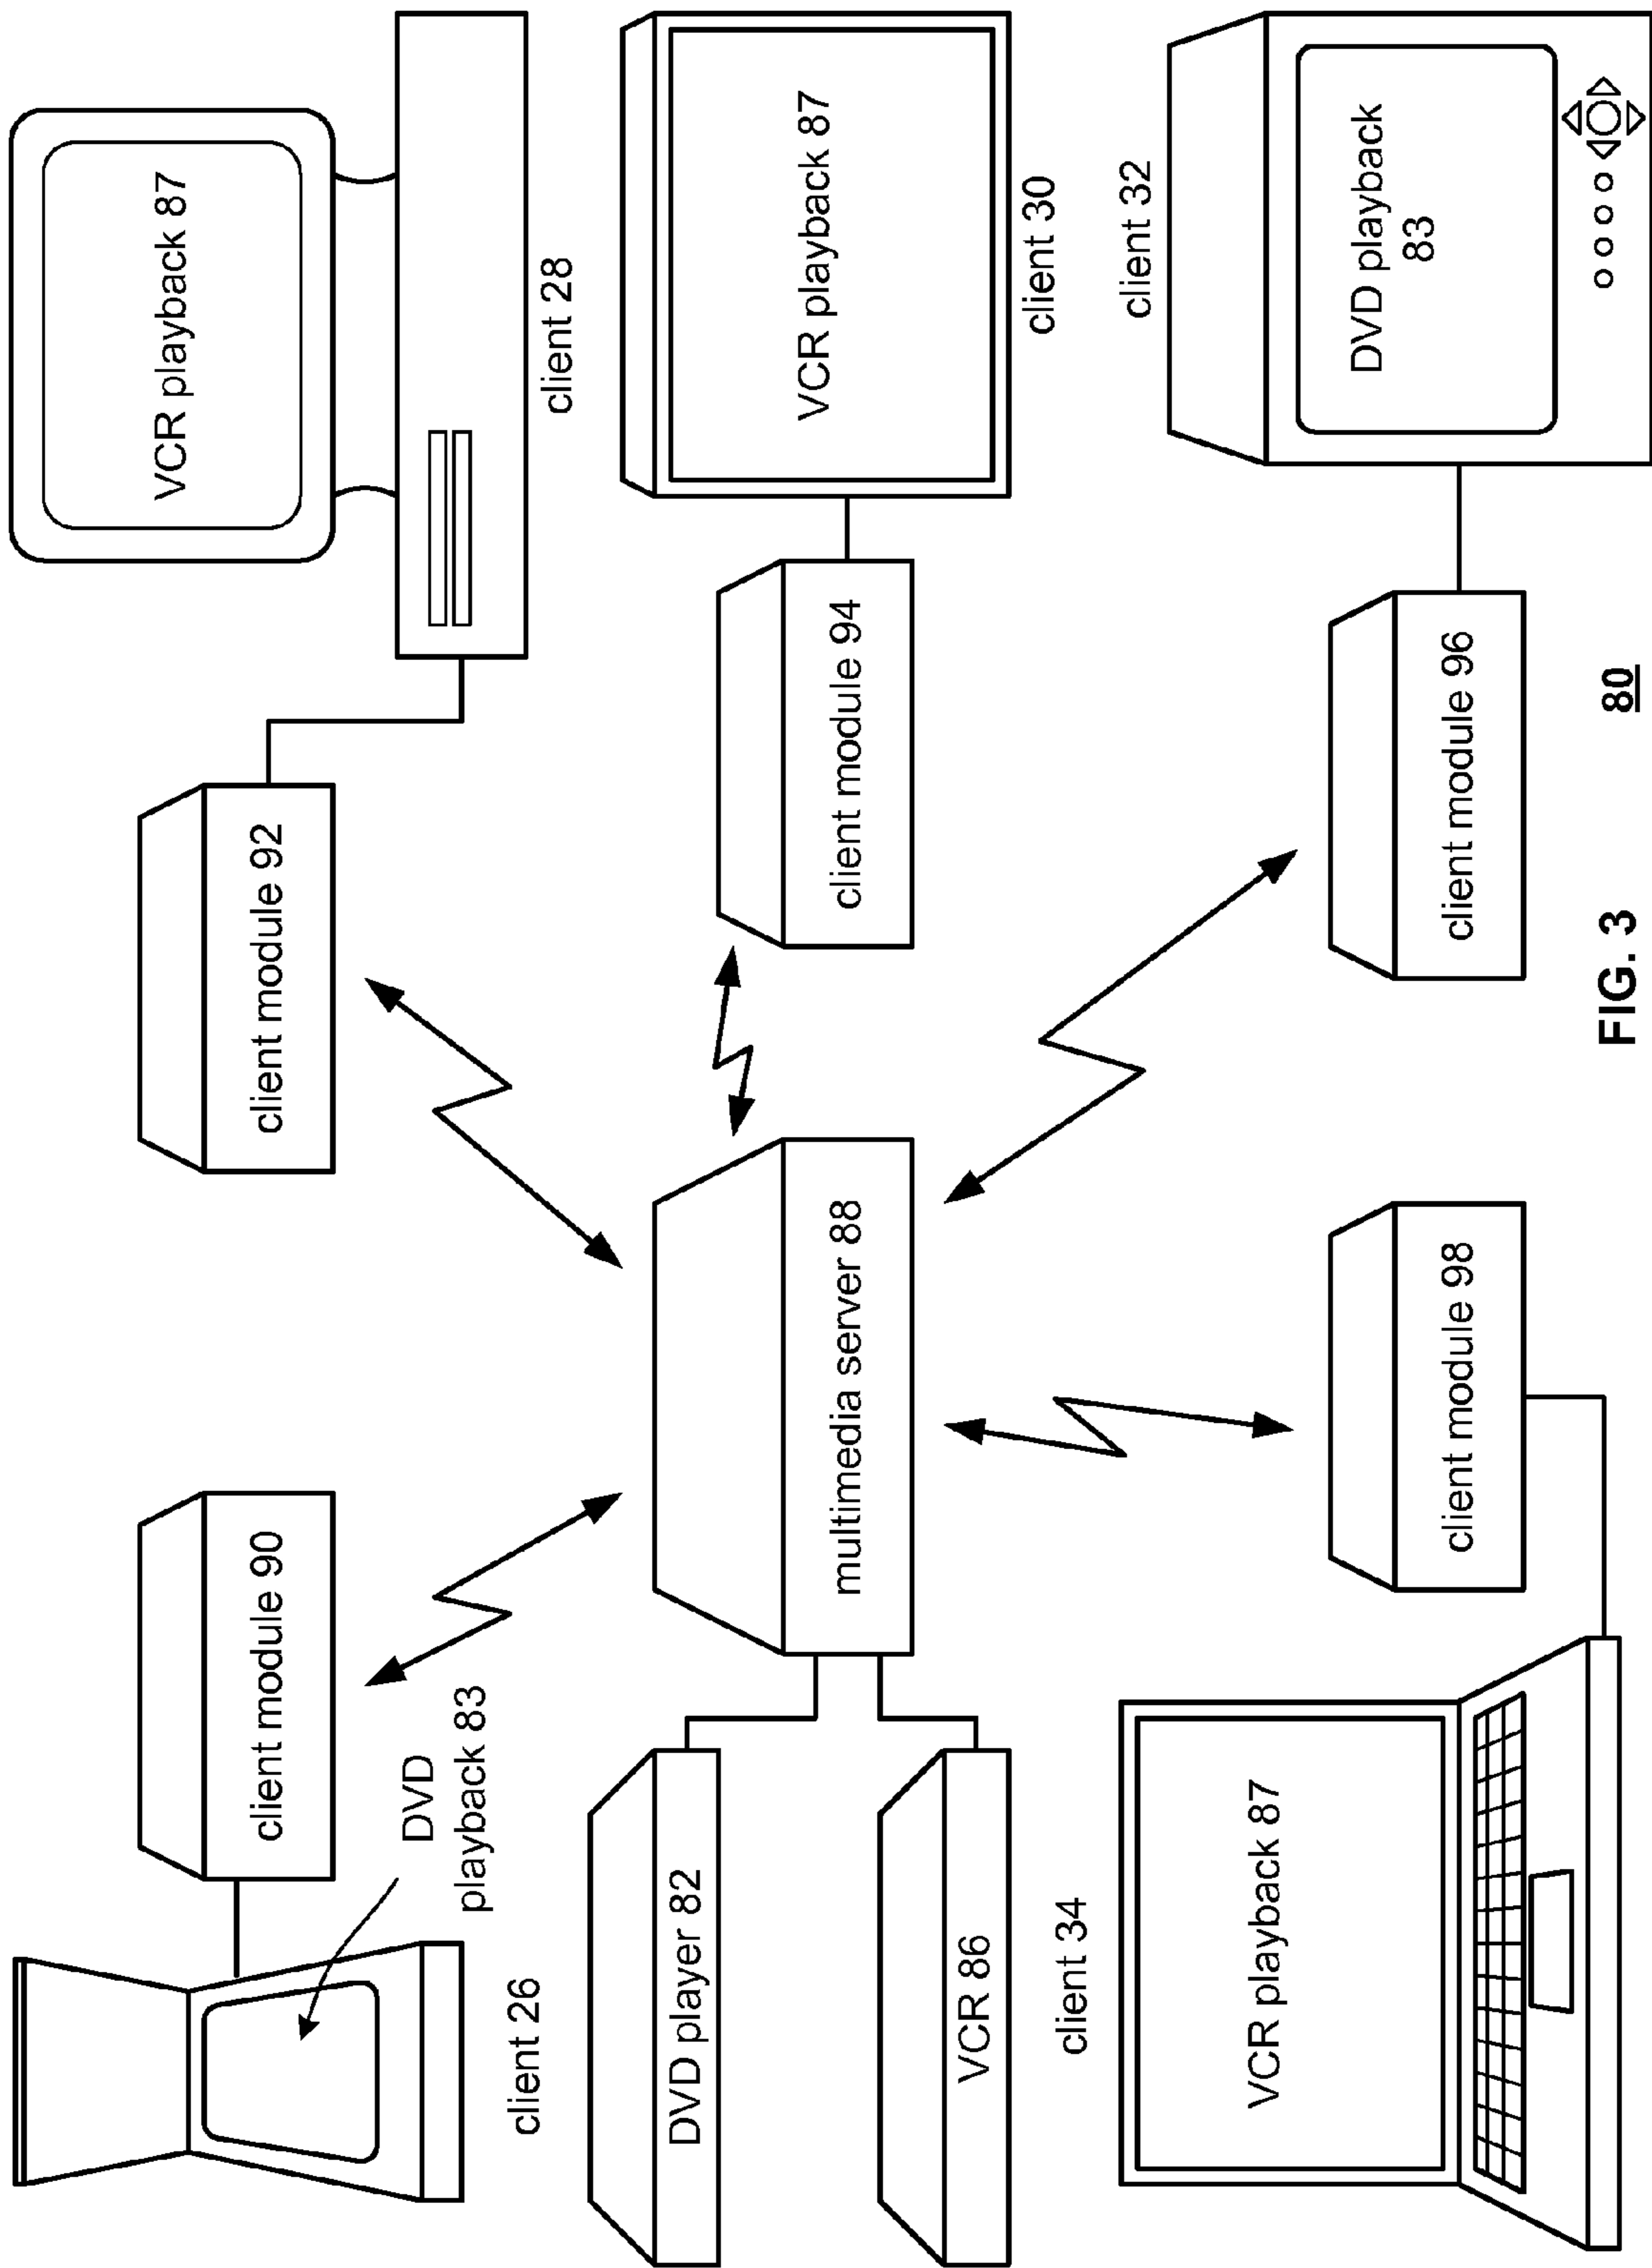 client module 90
client module 92
VCR playback 87
DVD
playback 83
client 26
client 28
DVD player 82
multimedia server 88
client module 94
VCR playback 87
VCR 86
client 30
client 34
client 32
VCR playback 87
client module 98
client module 96
DVD playback
83
FIG. 3
80